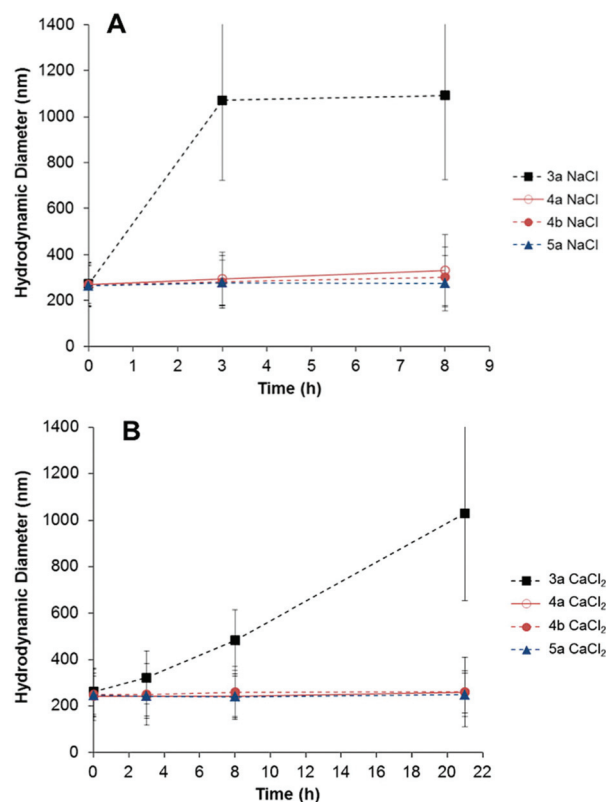 A
Hydrodynamic Diameter (nm)
1400
1200
1000
800
600
400
200
0
0 1 2 3 4 5 6 7 8 9
Time (h)
3a NaCl
4a NaCl
4b NaCl
5a NaCl
B
Hydrodynamic Diameter (nm)
1400
1200
1000
800
600
400
200
0
0 2 4 6 8 10 12 14 16 18 20 22
Time (h)
3a CaCl₂
4a CaCl₂
4b CaCl₂
5a CaCl₂